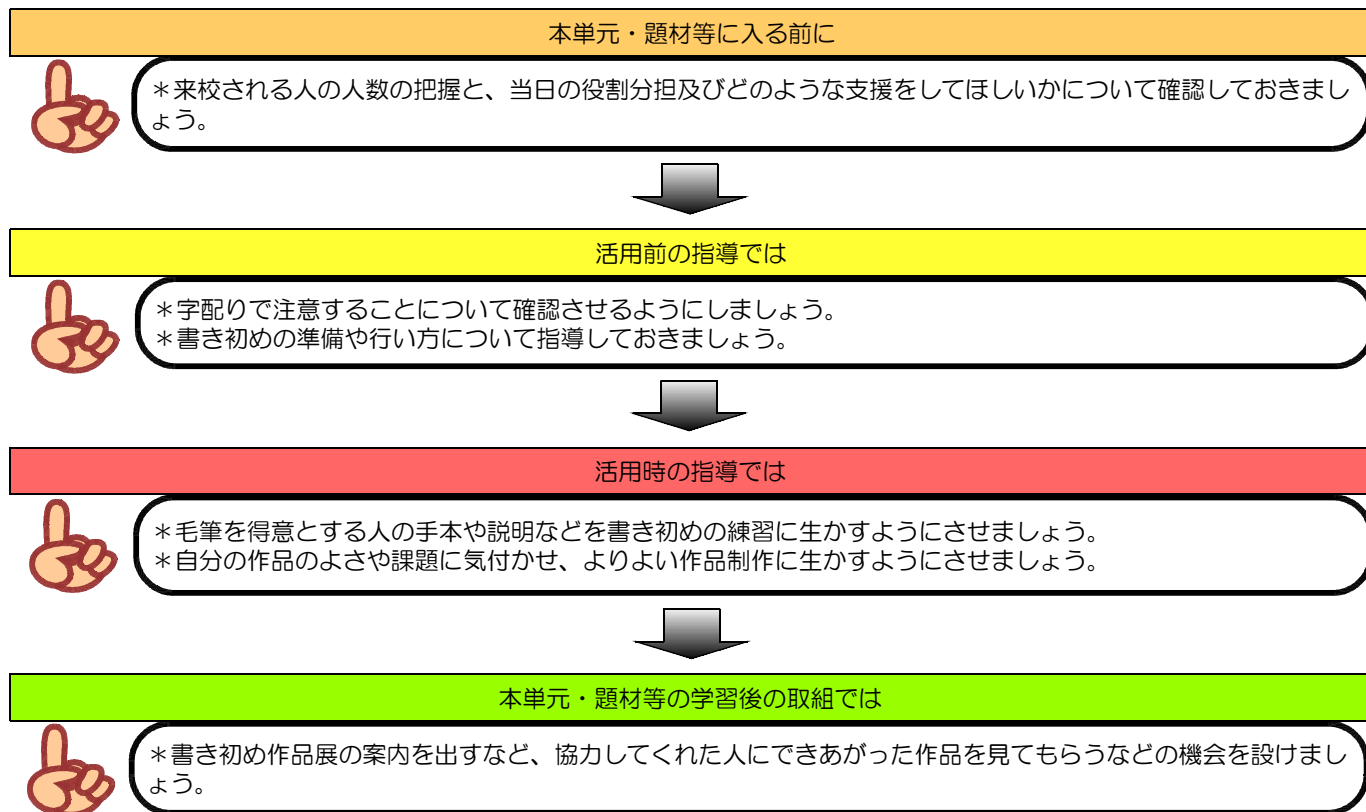 本単元・題材等に入る前に
＊来校される人の人数の把握と、当日の役割分担及びどのような支援をしてほしいかについて確認しておきまし
ょう。
活用前の指導では
＊字配りで注意することについて確認させるようにしましょう。
＊書き初めの準備や行い方について指導しておきましょう。
活用時の指導では
＊毛筆を得意とする人の手本や説明などを書き初めの練習に生かすようにさせましょう。
＊自分の作品のよさや課題に気付かせ、よりよい作品制作に生かすようにさせましょう。
本単元・題材等の学習後の取組では
＊書き初め作品展の案内を出すなど、協力してくれた人にできあがった作品を見てもらうなどの機会を設けまし
ょう。